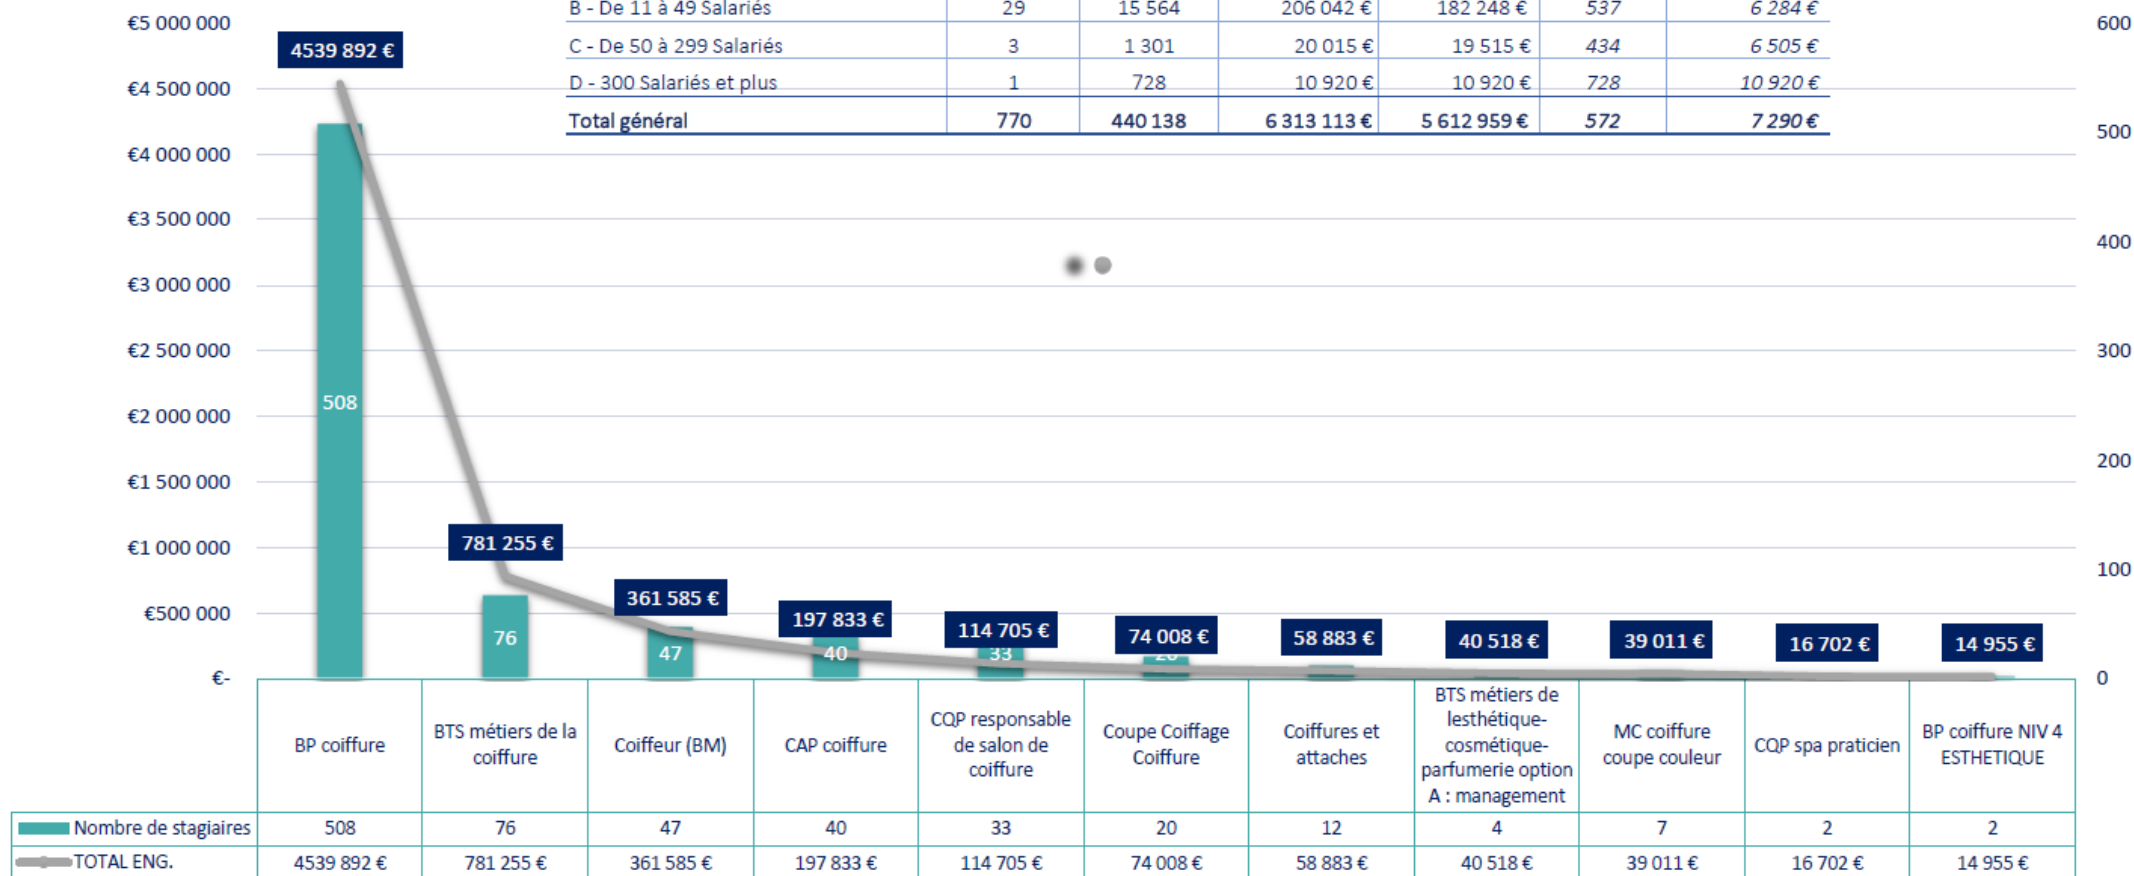 B - De 11 à 49 Salariés 29 15 564 206 042 € 182 248 € 537 6 284 €
C - De 50 à 299 Salariés 3 1 301 20 015 € 19 515 € 434 6 505 €
D - 300 Salariés et plus 1 728 10 920 € 10 920 € 728 10 920 €
Total général 770 440 138 6 313 113 € 5 612 959 € 572 7 290 €
€5 000 000
€4 500 000
€4 000 000
€3 500 000
€3 000 000
€2 500 000
€2 000 000
€1 500 000
€1 000 000
€500 000
€-
600
500
400
300
200
100
0
4539 892 €
781 255 €
361 585 €
197 833 €
114 705 €
74 008 €
58 883 €
40 518 €
39 011 €
16 702 €
14 955 €
508
76
47
40
33
20
BP coiffure
BTS métiers de la
coiffure
Coiffeur (BM)
CAP coiffure
CQP responsable
de salon de
coiffure
Coupe Coiffage
Coiffure
Coiffures et
attaches
BTS métiers de
lesthétique-
cosmétique-
parfumerie option
A : management
MC coiffure
coupe couleur
CQP spa praticien
BP coiffure NIV 4
ESTHETIQUE
Nombre de stagiaires 508 76 47 40 33 20 12 4 7 2 2
TOTAL ENG. 4539 892 € 781 255 € 361 585 € 197 833 € 114 705 € 74 008 € 58 883 € 40 518 € 39 011 € 16 702 € 14 955 €